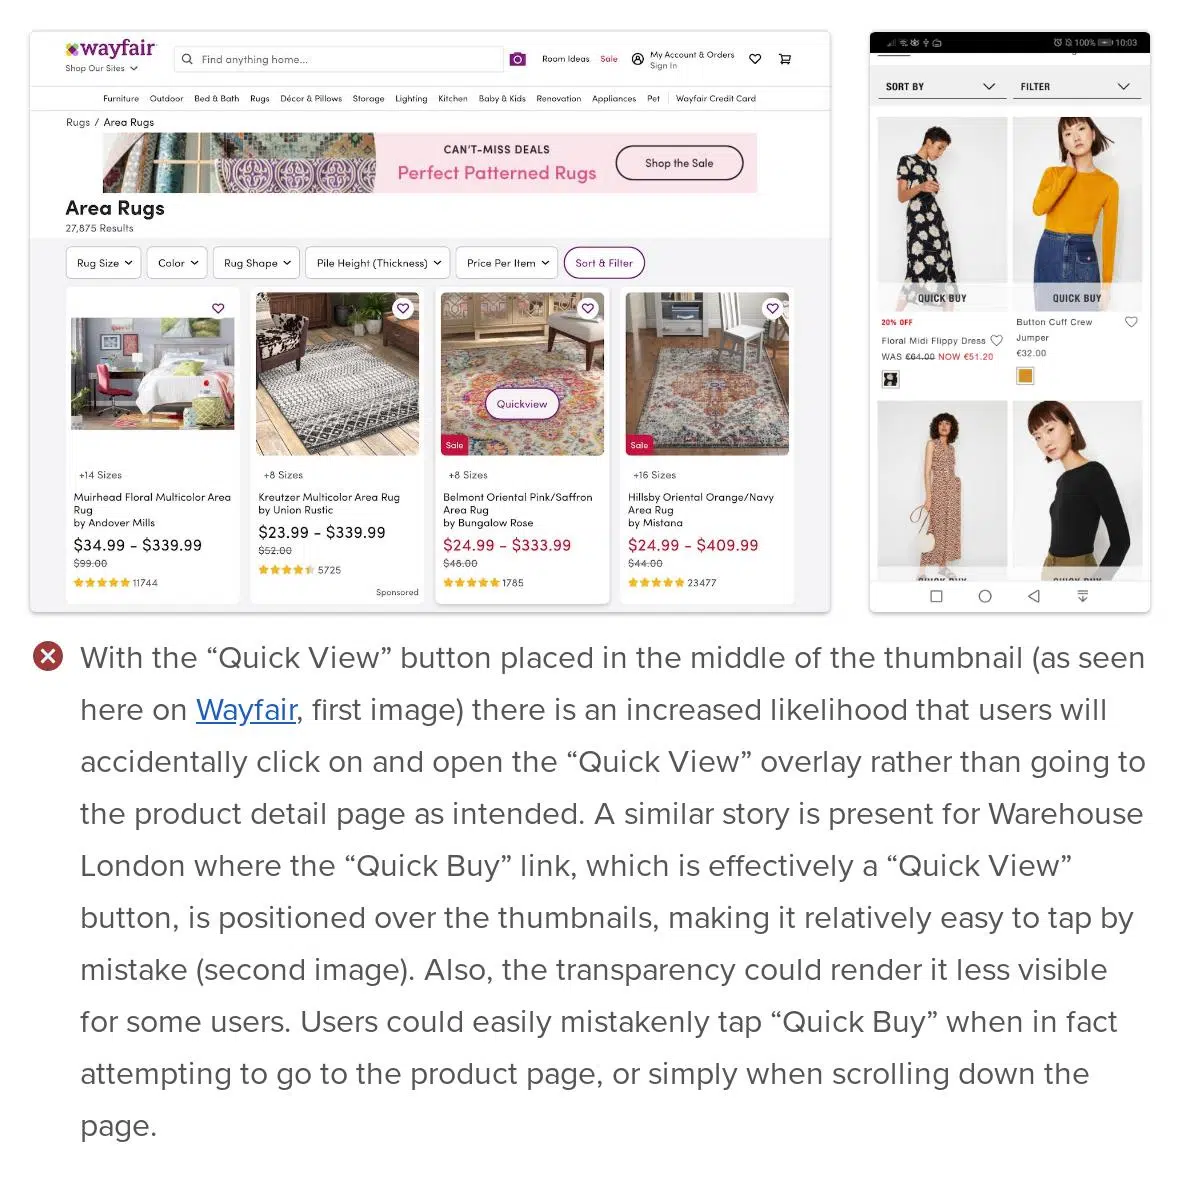 wayfair
Shop Our Sites
Find anything home...
Room Ideas
Sale
My Account & Orders
Sign In
Furniture Outdoor Bed & Bath Rugs Décor & Pillows Storage Lighting Kitchen Baby & Kids Renovation Appliances Pet Wayfair Credit Card
Rugs / Area Rugs
CAN'T-MISS DEALS
Perfect Patterned Rugs
Shop the Sale
Area Rugs
27,875 Results
Rug Size
Color
Rug Shape
Pile Height (Thickness)
Price Per Item
Sort & Filter
+14 Sizes
Muirhead Floral Multicolor Area
Rug
by Andover Mills
$34.99 - $339.99
$99.00
11744
+8 Sizes
Kreutzer Multicolor Area Rug
by Union Rustic
$23.99 - $339.99
$52.00
5725
Sponsored
Quickview
Sale
+8 Sizes
Belmont Oriental Pink/Saffron
Area Rug
by Bungalow Rose
$24.99 - $333.99
$48.00
1785
Sale
+16 Sizes
Hillsby Oriental Orange/Navy
Area Rug
by Mistana
$24.99 - $409.99
$44.00
23477
100% 10:03
SORT BY
FILTER
QUICK BUY
20% OFF
Floral Midi Flippy Dress
WAS €64.00 NOW €51.20
QUICK BUY
Button Cuff Crew
Jumper
€32.00
QUICK BUY
QUICK BUY
With the “Quick View” button placed in the middle of the thumbnail (as seen
here on Wayfair, first image) there is an increased likelihood that users will
accidentally click on and open the “Quick View” overlay rather than going to
the product detail page as intended. A similar story is present for Warehouse
London where the “Quick Buy” link, which is effectively a “Quick View”
button, is positioned over the thumbnails, making it relatively easy to tap by
mistake (second image). Also, the transparency could render it less visible
for some users. Users could easily mistakenly tap “Quick Buy” when in fact
attempting to go to the product page, or simply when scrolling down the
page.